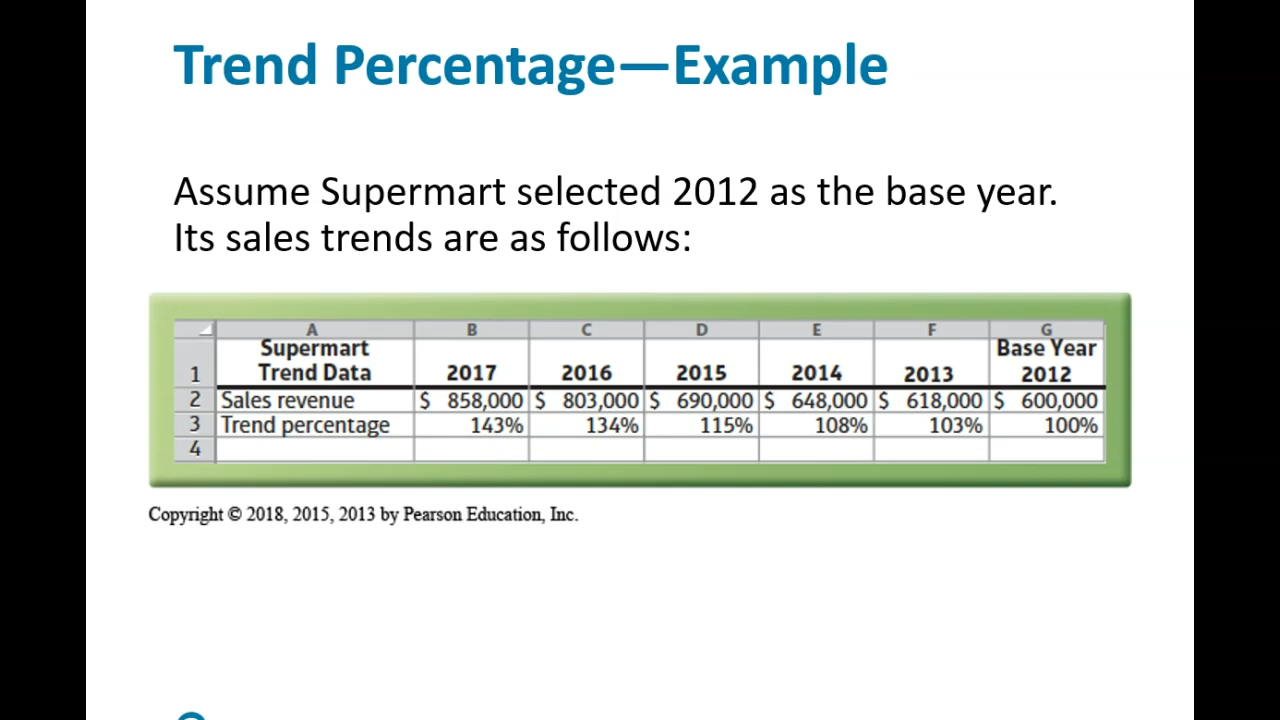 Trend Percentage—Example
Assume Supermart selected 2012 as the base year.
Its sales trends are as follows:
A B C D E F G
Supermart Base Year
1 Trend Data 2017 2016 2015 2014 2013 2012
2 Sales revenue $ 858,000 $ 803,000 $ 690,000 $ 648,000 $ 618,000 $ 600,000
3 Trend percentage 143% 134% 115% 108% 103% 100%
4
Copyright © 2018, 2015, 2013 by Pearson Education, Inc.